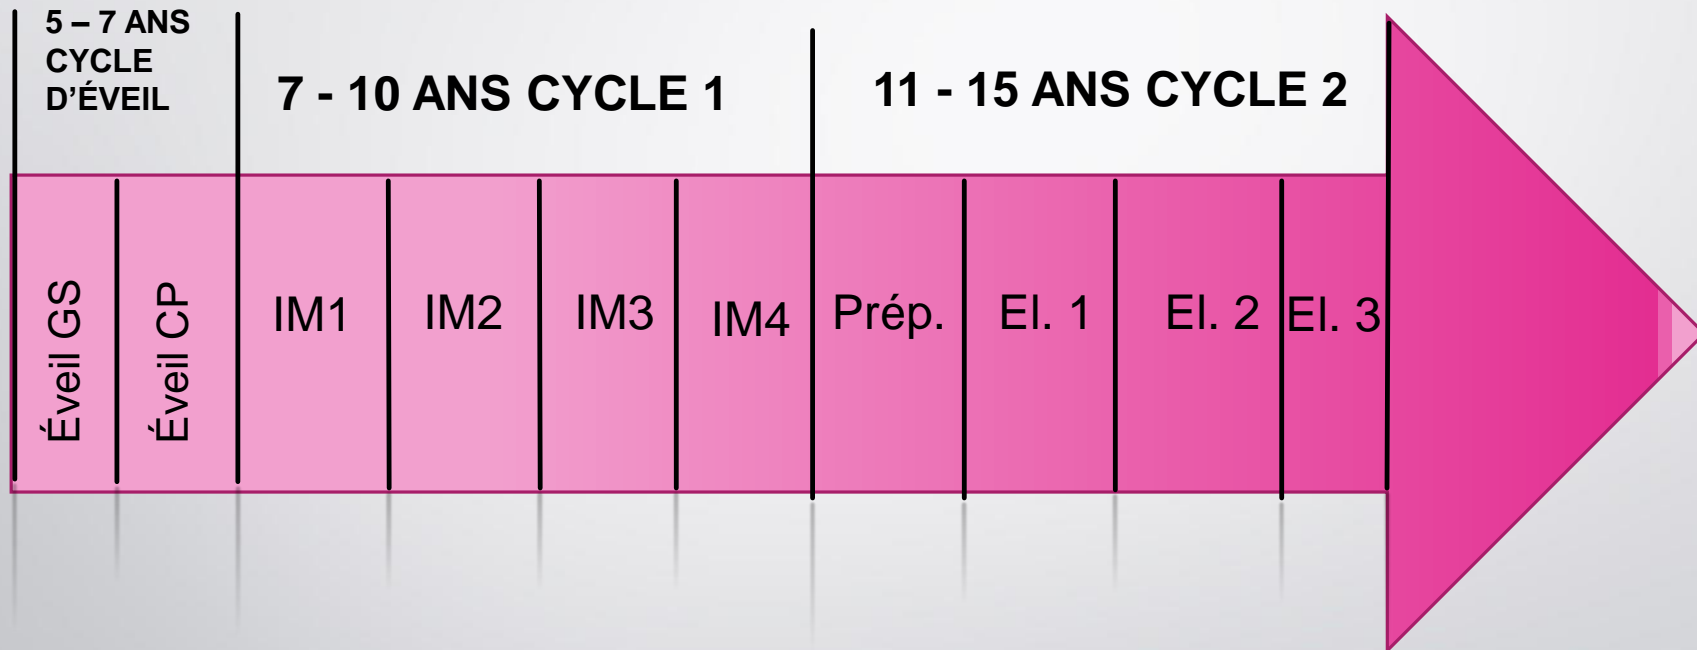 5 – 7 ANS
CYCLE
D’ÉVEIL
7 - 10 ANS CYCLE 1
11 - 15 ANS CYCLE 2
Éveil GS
Éveil CP
IM1
IM2
IM3
IM4
Prép.
El. 1
El. 2
El. 3